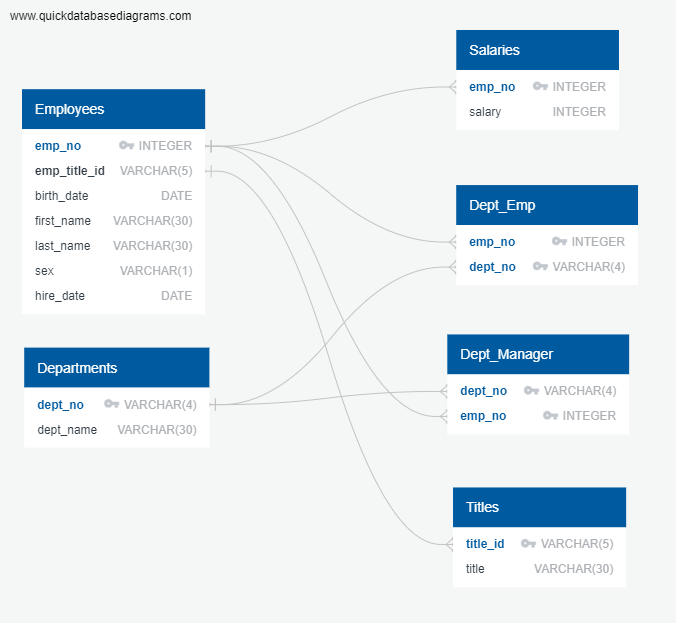 www.quickdatabasediagrams.com
Employees
emp_no INTEGER
emp_title_id VARCHAR(5)
birth_date DATE
first_name VARCHAR(30)
last_name VARCHAR(30)
sex VARCHAR(1)
hire_date DATE
Departments
dept_no VARCHAR(4)
dept_name VARCHAR(30)
Salaries
emp_no INTEGER
salary INTEGER
Dept_Emp
emp_no INTEGER
dept_no VARCHAR(4)
Dept_Manager
dept_no VARCHAR(4)
emp_no INTEGER
Titles
title_id VARCHAR(5)
title VARCHAR(30)